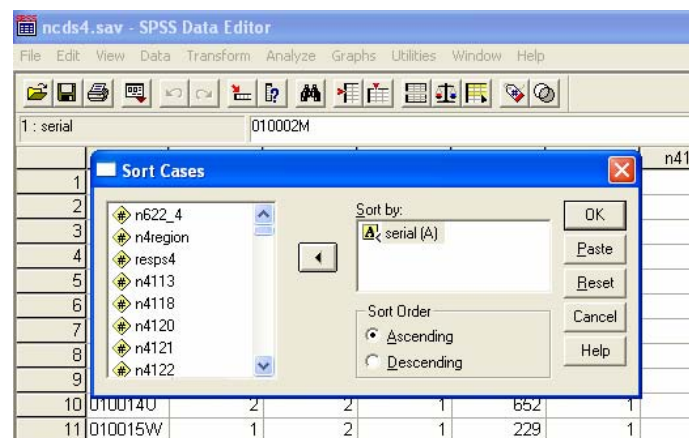 ncds4.sav - SPSS Data Editor
File Edit View Data Transform Analyze Graphs Utilities Window Help
1 : serial 010002M
n41
Sort Cases
n622_4
n4region
resps4
n4113
n4118
n4120
n4121
n4122
Sort by:
serial (A)
Sort Order
Ascending
Descending
OK
Paste
Reset
Cancel
Help
1
2
3
4
5
6
7
8
9
10 010014U 2 2 1 652 1
11 010015W 1 2 1 229 1